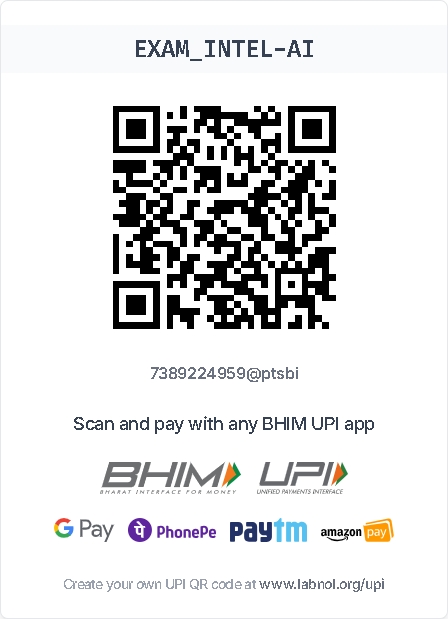 EXAM_INTEL-AI
7389224959@ptsbi
Scan and pay with any BHIM UPI app
BHIM UPI
BHARAT INTERFACE FOR MONEY UNIFIED PAYMENTS INTERFACE
G Pay PhonePe paytm amazon pay
Create your own UPI QR code at www.labnol.org/upi